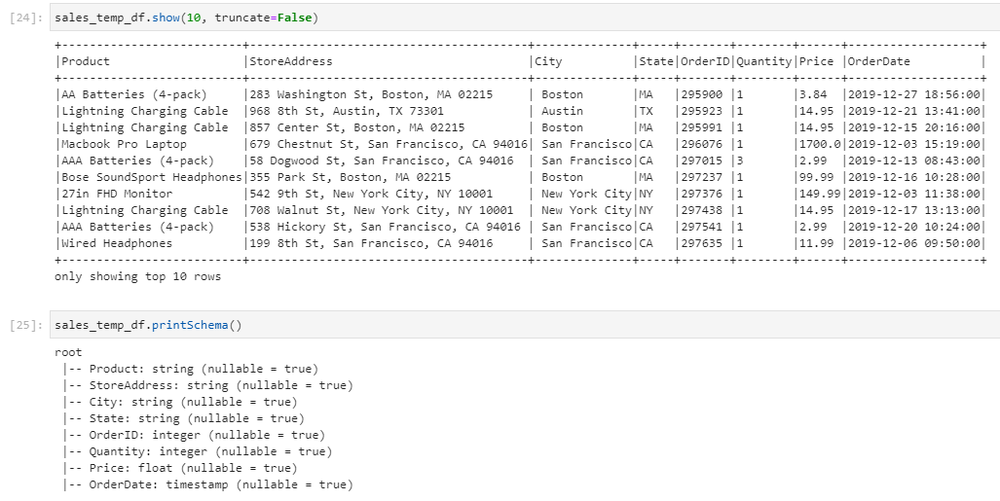 [24]: sales_temp_df.show(10, truncate=False)
+--------------------------+----------------------------------------+--------------+-----+-------+--------+------+-------------------+
|Product                   |StoreAddress                            |City          |State|OrderID|Quantity|Price |OrderDate          |
+--------------------------+----------------------------------------+--------------+-----+-------+--------+------+-------------------+
|AA Batteries (4-pack)     |283 Washington St, Boston, MA 02215     | Boston       |MA   |295900 |1       |3.84  |2019-12-27 18:56:00|
|Lightning Charging Cable  |968 8th St, Austin, TX 73301            | Austin       |TX   |295923 |1       |14.95 |2019-12-21 13:41:00|
|Lightning Charging Cable  |857 Center St, Boston, MA 02215         | Boston       |MA   |295991 |1       |14.95 |2019-12-15 20:16:00|
|Macbook Pro Laptop        |679 Chestnut St, San Francisco, CA 94016| San Francisco|CA   |296076 |1       |1700.0|2019-12-03 15:19:00|
|AAA Batteries (4-pack)    |58 Dogwood St, San Francisco, CA 94016  | San Francisco|CA   |297015 |3       |2.99  |2019-12-13 08:43:00|
|Bose SoundSport Headphones|355 Park St, Boston, MA 02215           | Boston       |MA   |297237 |1       |99.99 |2019-12-16 10:28:00|
|27in FHD Monitor          |542 9th St, New York City, NY 10001     | New York City|NY   |297376 |1       |149.99|2019-12-03 11:38:00|
|Lightning Charging Cable  |708 Walnut St, New York City, NY 10001  | New York City|NY   |297438 |1       |14.95 |2019-12-17 13:13:00|
|AAA Batteries (4-pack)    |538 Hickory St, San Francisco, CA 94016 | San Francisco|CA   |297541 |1       |2.99  |2019-12-20 10:24:00|
|Wired Headphones          |199 8th St, San Francisco, CA 94016     | San Francisco|CA   |297635 |1       |11.99 |2019-12-06 09:50:00|
+--------------------------+----------------------------------------+--------------+-----+-------+--------+------+-------------------+
only showing top 10 rows
[25]: sales_temp_df.printSchema()
root
 |-- Product: string (nullable = true)
 |-- StoreAddress: string (nullable = true)
 |-- City: string (nullable = true)
 |-- State: string (nullable = true)
 |-- OrderID: integer (nullable = true)
 |-- Quantity: integer (nullable = true)
 |-- Price: float (nullable = true)
 |-- OrderDate: timestamp (nullable = true)